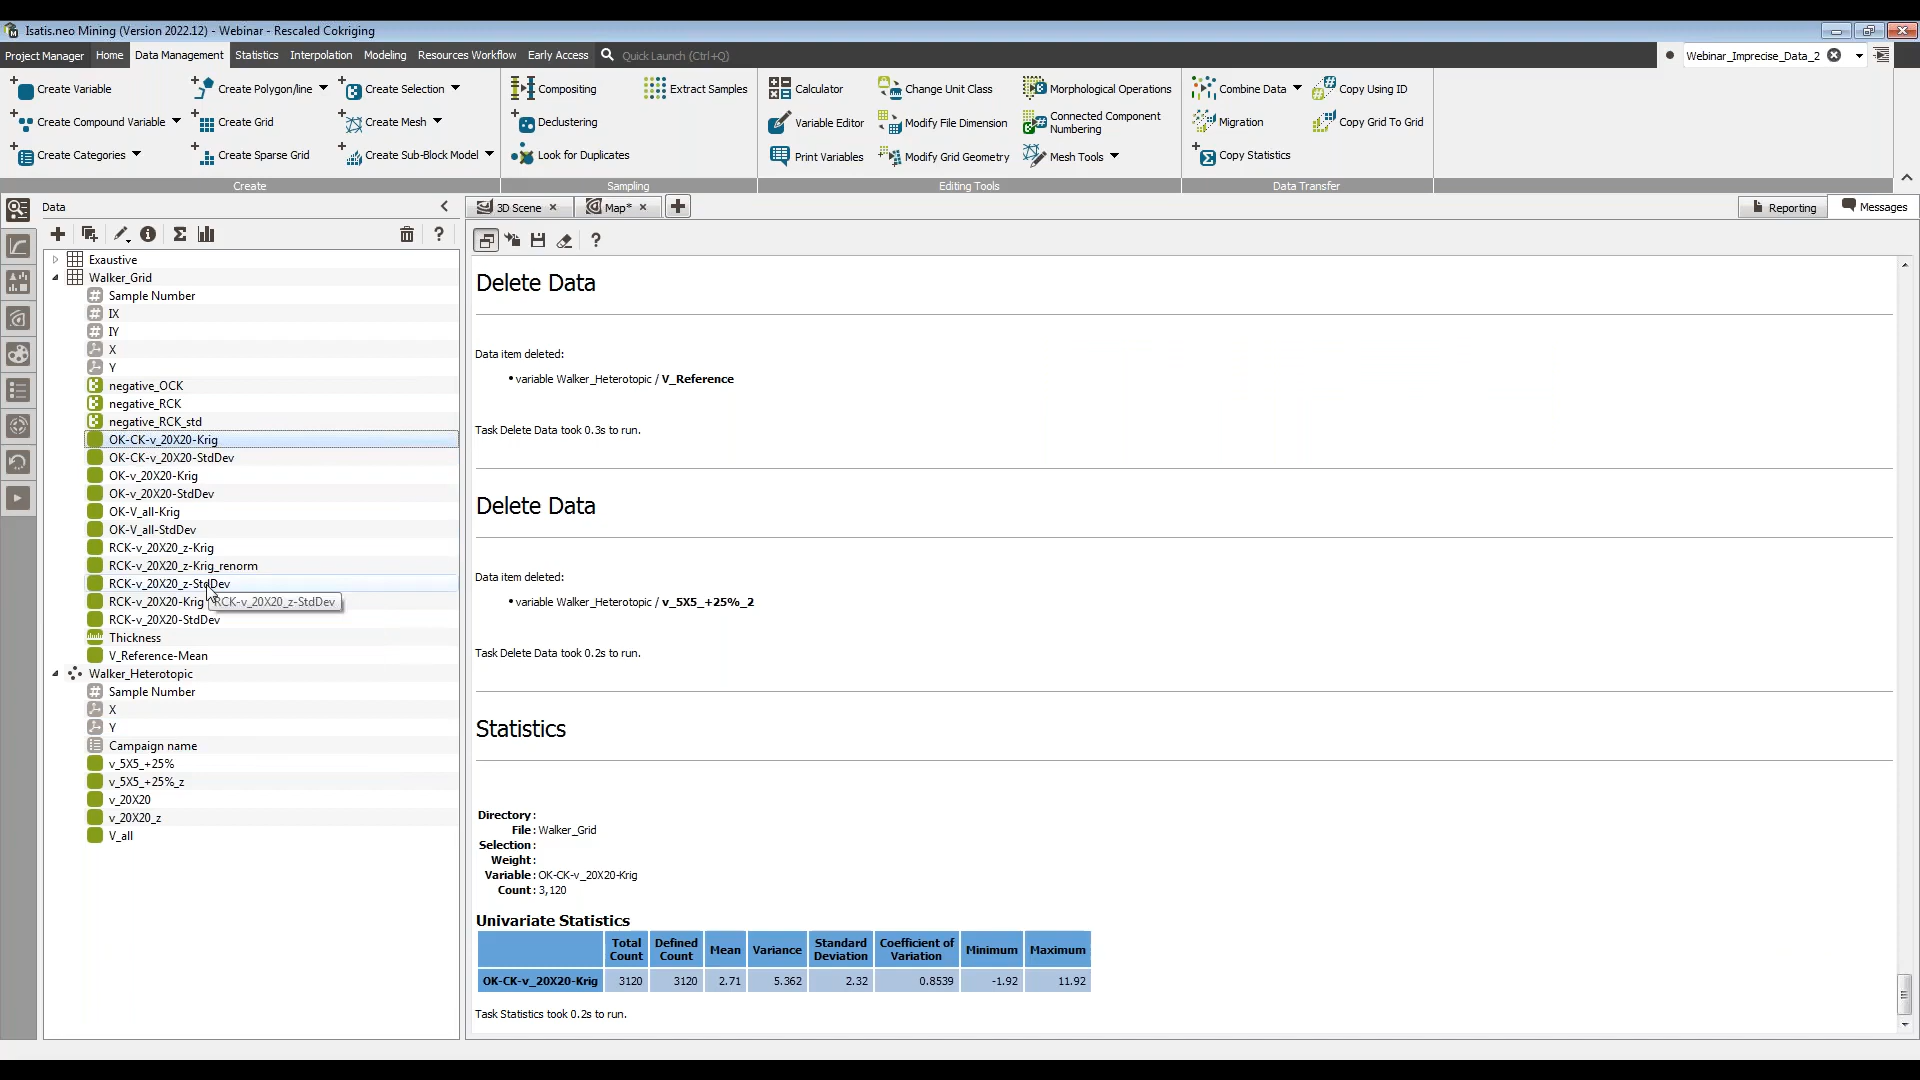 Isatis.neo Mining (Version 2022.12) - Webinar - Rescaled Cokriging
Project Manager Home Data Management Statistics Interpolation Modeling Resources Workflow Early Access Quick Launch (Ctrl+Q) Webinar_Imprecise_Data_2
Create Variable Create Polygon/line Create Selection Compositing Extract Samples Calculator Change Unit Class Morphological Operations Combine Data Copy Using ID
Create Compound Variable Create Grid Create Mesh Declustering Variable Editor Modify File Dimension Connected Component Numbering Migration Copy Grid To Grid
Create Categories Create Sparse Grid Create Sub-Block Model Look for Duplicates Print Variables Modify Grid Geometry Mesh Tools Copy Statistics
Create Sampling Editing Tools Data Transfer
Data 3D Scene Map* Reporting Messages
Exaustive
Walker_Grid
Sample Number
IX
IY
X
Y
negative_OCK
negative_RCK
negative_RCK_std
OK-CK-v_20X20-Krig
OK-CK-v_20X20-StdDev
OK-v_20X20-Krig
OK-v_20X20-StdDev
OK-V_all-Krig
OK-V_all-StdDev
RCK-v_20X20_z-Krig
RCK-v_20X20_z-Krig_renorm
RCK-v_20X20_z-StdDev
RCK-v_20X20-Krig RCK-v_20X20_z-StdDev
RCK-v_20X20-StdDev
Thickness
V_Reference-Mean
Walker_Heterotopic
Sample Number
X
Y
Campaign name
v_5X5_+25%
v_5X5_+25%_z
v_20X20
v_20X20_z
V_all
Delete Data
Data item deleted:
• variable Walker_Heterotopic / V_Reference
Task Delete Data took 0.3s to run.
Delete Data
Data item deleted:
• variable Walker_Heterotopic / v_5X5_+25%_2
Task Delete Data took 0.2s to run.
Statistics
Directory :
File : Walker_Grid
Selection :
Weight :
Variable : OK-CK-v_20X20-Krig
Count : 3,120
Univariate Statistics
Total Count Defined Count Mean Variance Standard Deviation Coefficient of Variation Minimum Maximum
OK-CK-v_20X20-Krig 3120 3120 2.71 5.362 2.32 0.8539 -1.92 11.92
Task Statistics took 0.2s to run.